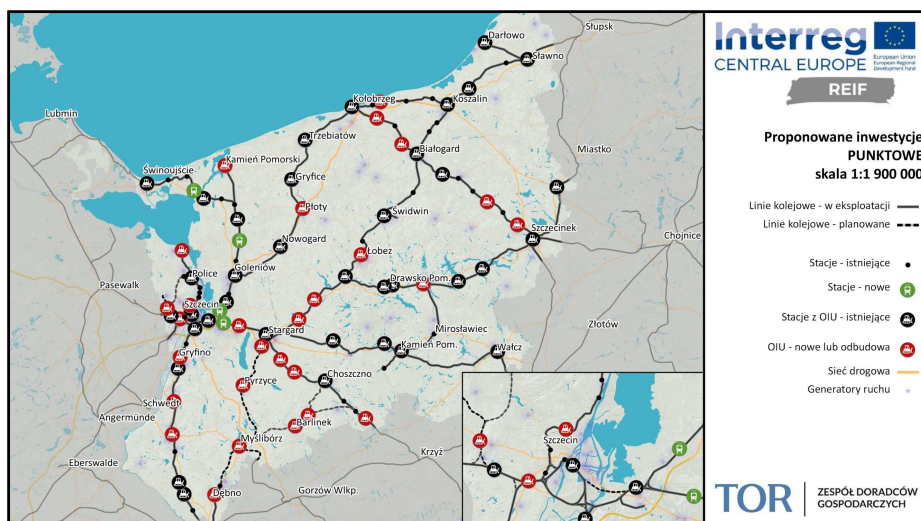 Słupsk
Darłowo
Sławno
Lubmin
Kołobrzeg
Koszalin
Trzebiatów
Kamień Pomorski
Białogard
Miastko
Świnoujście
Gryfice
Płoty
Świdwin
Szczecinek
Chojnice
Nowogard
Łobez
Goleniów
Police
Drawsko Pom.
Pasewalk
Szczecin
Mirosławiec
Złotów
Stargard
Kamień Pom.
Wałcz
Gryfino
Choszczno
Pyrzyce
Schwedt
Angermünde
Barlinek
Myślibórz
Krzyż
Eberswalde
Gorzów Wlkp.
Dębno
Szczecin
Interreg
CENTRAL EUROPE
European Union
European Regional
Development Fund
REIF
Proponowane inwestycje
PUNKTOWE
skala 1:1 900 000
Linie kolejowe - w eksploatacji
Linie kolejowe - planowane
Stacje - istniejące
Stacje - nowe
Stacje z OIU - istniejące
OIU - nowe lub odbudowa
Sieć drogowa
Generatory ruchu
TOR
ZESPÓŁ DORADCÓW
GOSPODARCZYCH